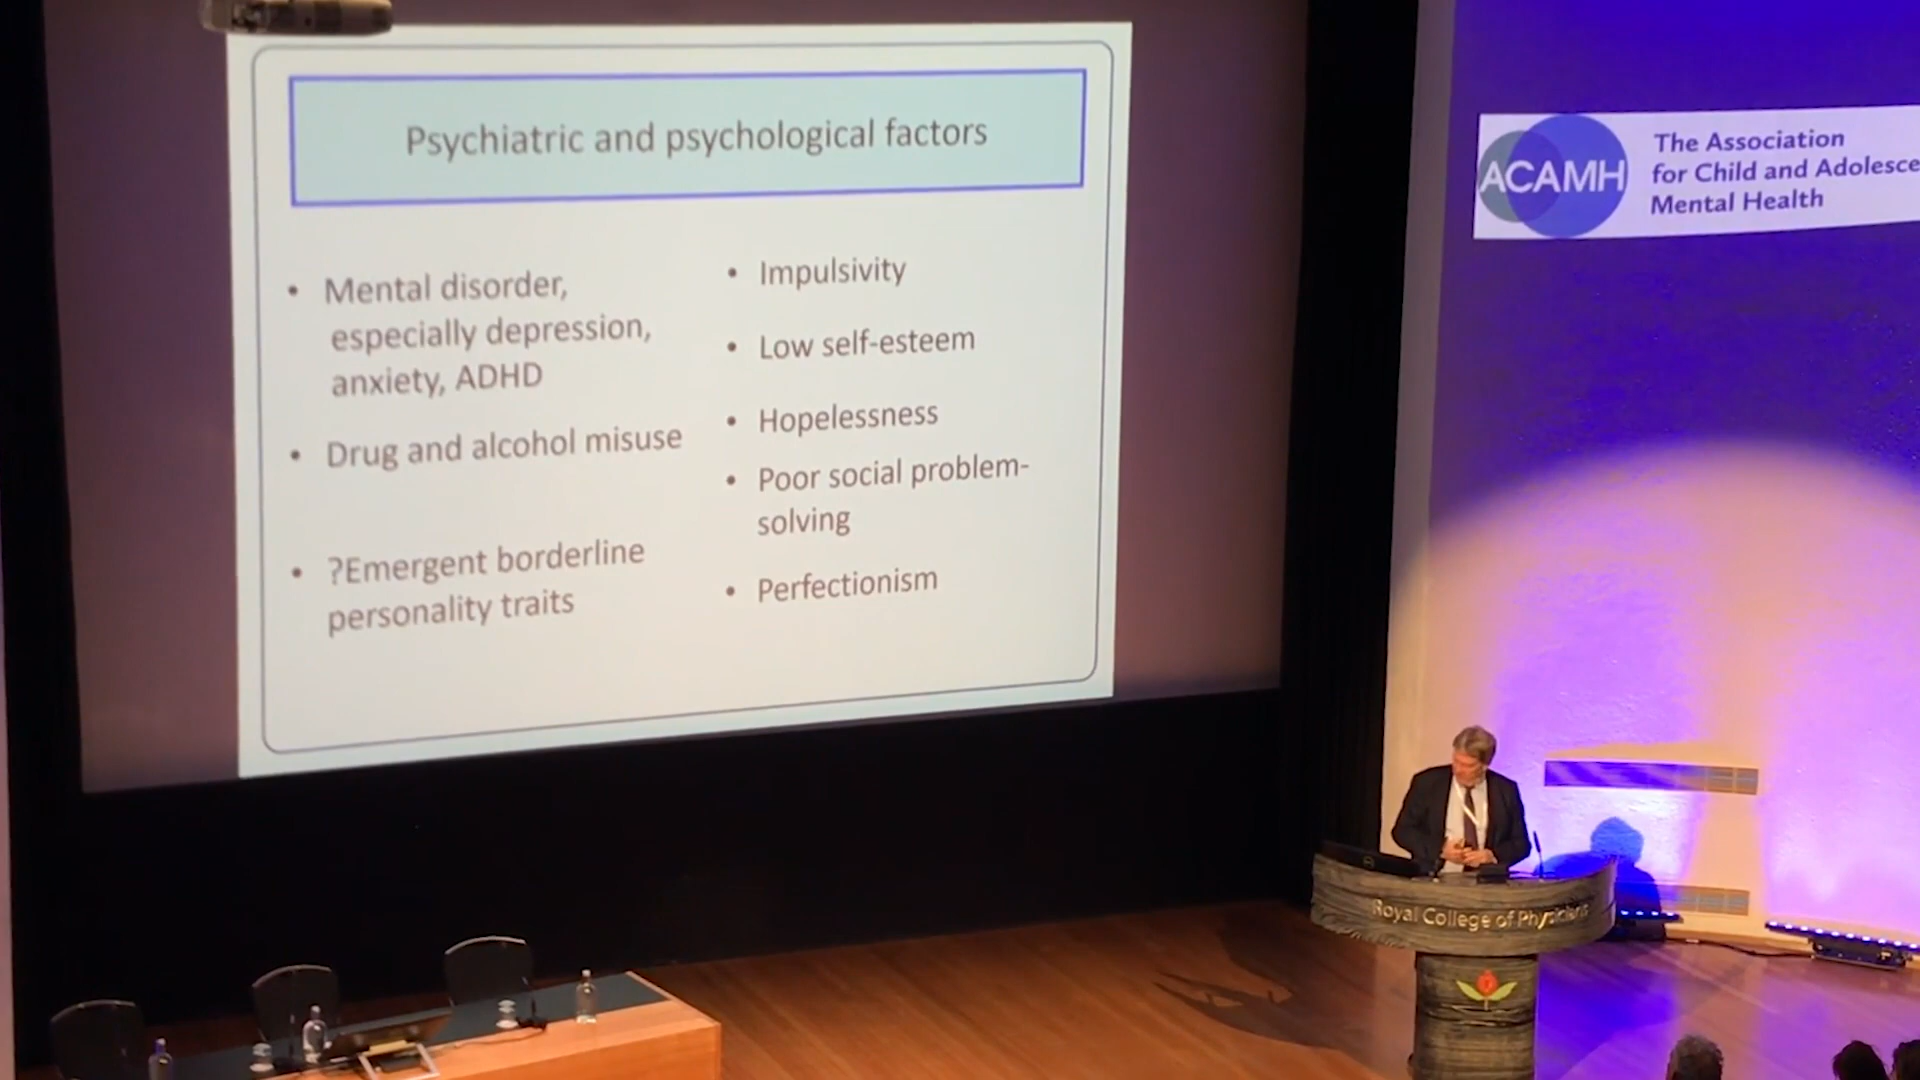 Psychiatric and psychological factors
• Mental disorder,
especially depression,
anxiety, ADHD
• Drug and alcohol misuse
• ?Emergent borderline
personality traits
• Impulsivity
• Low self-esteem
• Hopelessness
• Poor social problem-
solving
• Perfectionism
ACAMH
The Association
for Child and Adolesce
Mental Health
Royal College of Physicians